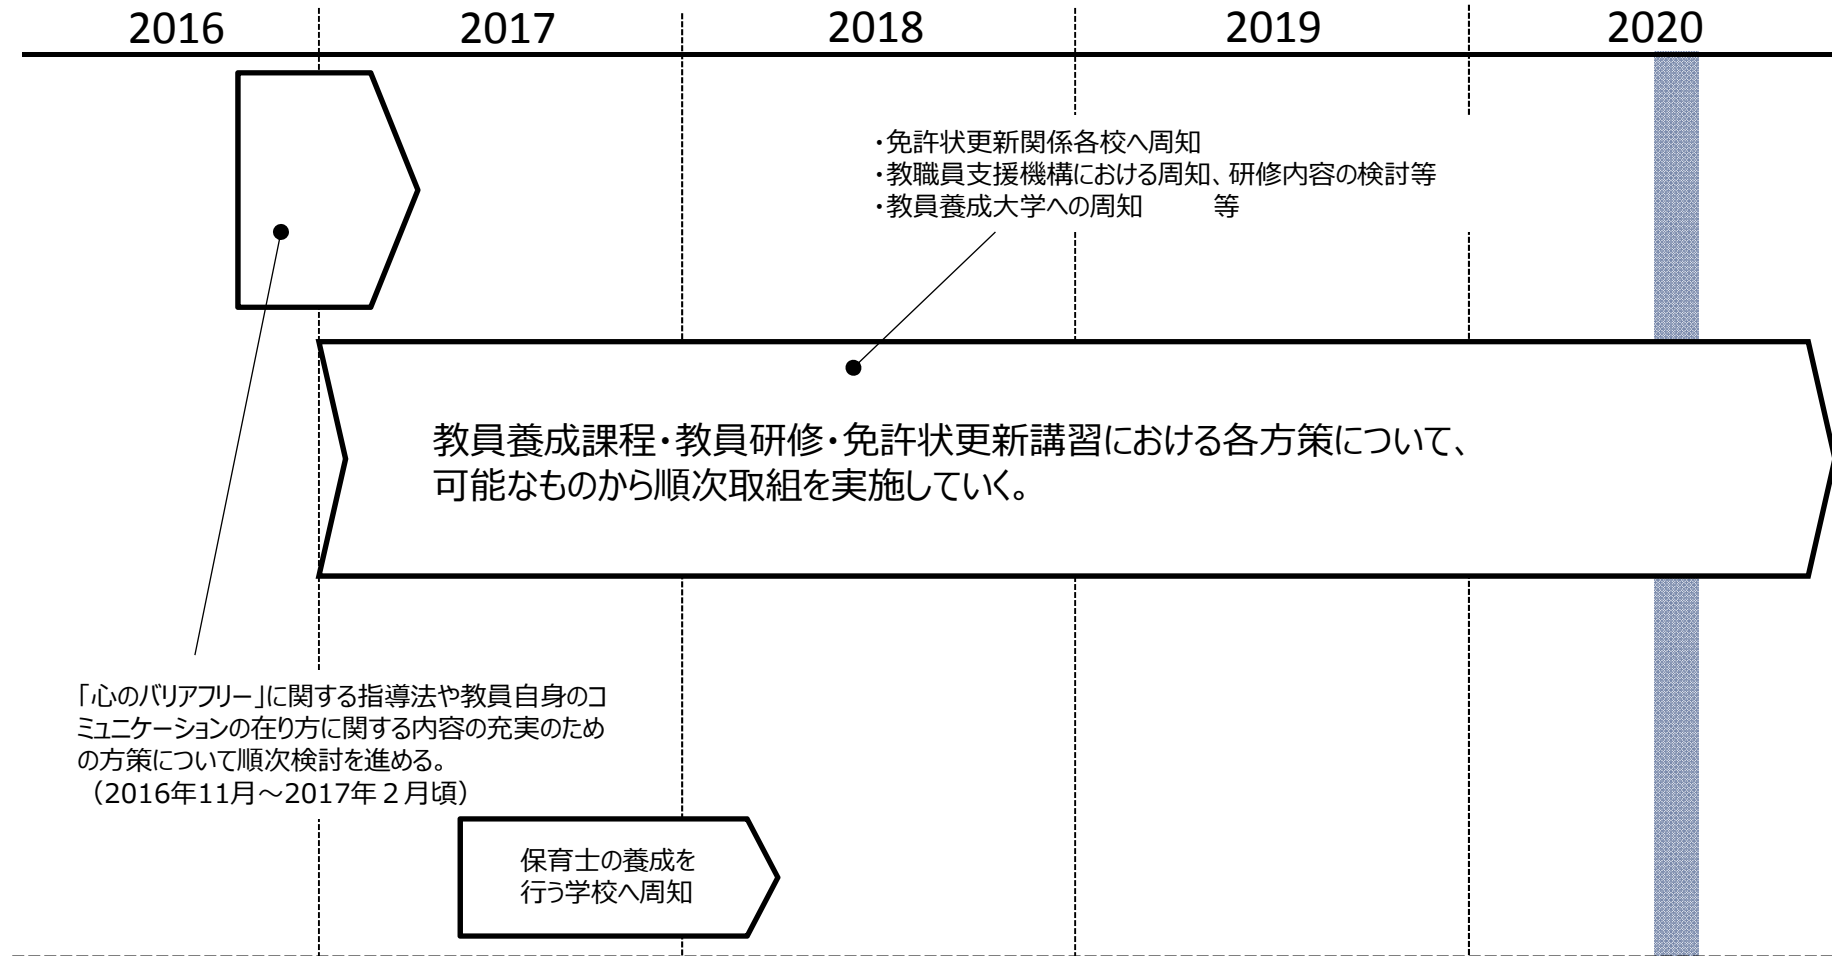 2016
2017
2018
2019
2020
・免許状更新関係各校へ周知
・教職員支援機構における周知、研修内容の検討等
・教員養成大学への周知　　　等
教員養成課程・教員研修・免許状更新講習における各方策について、
可能なものから順次取組を実施していく。
「心のバリアフリー」に関する指導法や教員自身のコ
ミュニケーションの在り方に関する内容の充実のため
の方策について順次検討を進める。
（2016年11月～2017年２月頃）
保育士の養成を
行う学校へ周知